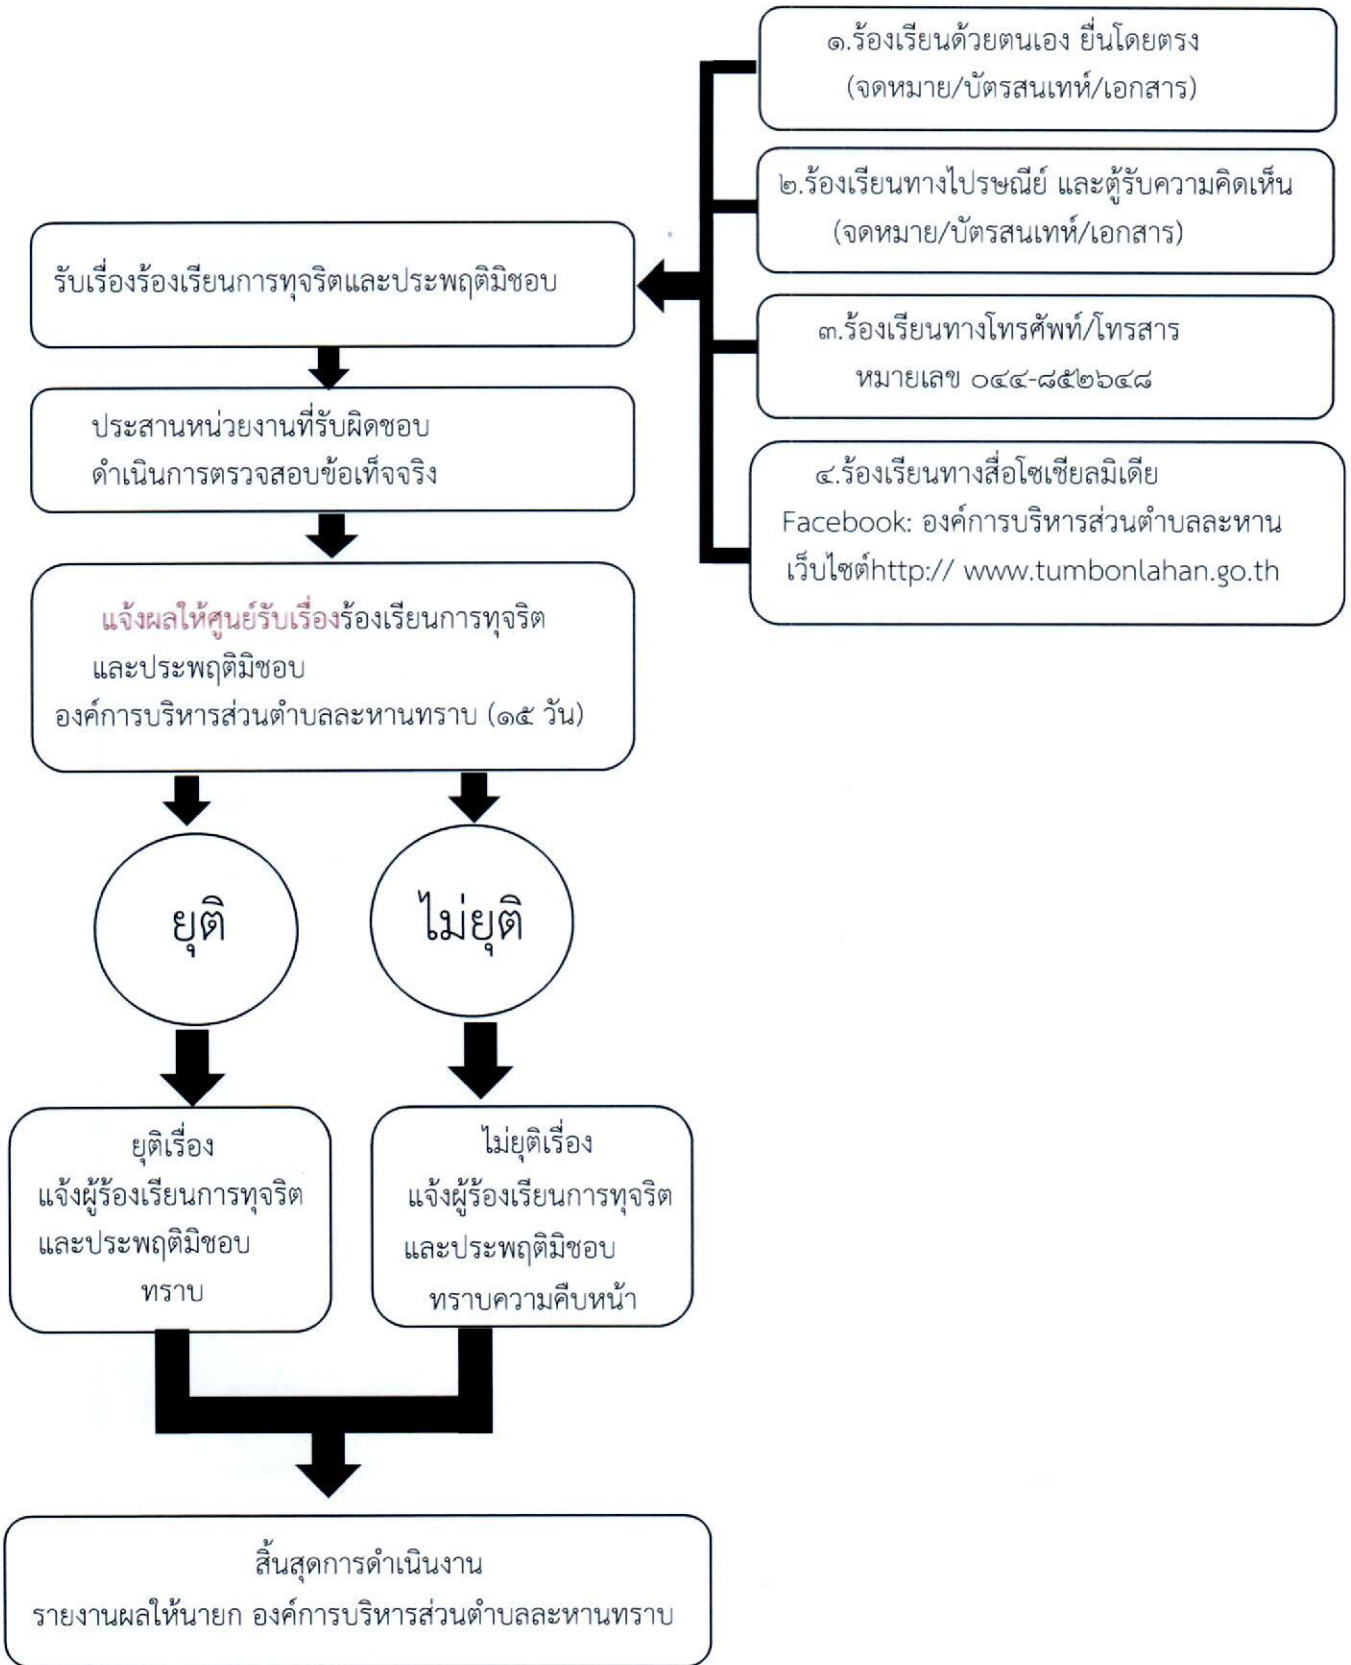 ๑.ร้องเรียนด้วยตนเอง ยื่นโดยตรง
(จดหมาย/บัตรสนเทห์/เอกสาร)
๒.ร้องเรียนทางไปรษณีย์ และตู้รับความคิดเห็น
(จดหมาย/บัตรสนเทห์/เอกสาร)
๓.ร้องเรียนทางโทรศัพท์/โทรสาร
หมายเลข ๐๔๔-๘๕๒๖๔๘
๔.ร้องเรียนทางสื่อโซเชียลมิเดีย
Facebook: องค์การบริหารส่วนตำบลละหาน
เว็บไซต์http:// www.tumbonlahan.go.th
รับเรื่องร้องเรียนการทุจริตและประพฤติมิชอบ
ประสานหน่วยงานที่รับผิดชอบ
ดำเนินการตรวจสอบข้อเท็จจริง
แจ้งผลให้ศูนย์รับเรื่องร้องเรียนการทุจริต
และประพฤติมิชอบ
องค์การบริหารส่วนตำบลละหานทราบ (๑๕ วัน)
ยุติ
ไม่ยุติ
ยุติเรื่อง
แจ้งผู้ร้องเรียนการทุจริต
และประพฤติมิชอบ
ทราบ
ไม่ยุติเรื่อง
แจ้งผู้ร้องเรียนการทุจริต
และประพฤติมิชอบ
ทราบความคืบหน้า
สิ้นสุดการดำเนินงาน
รายงานผลให้นายก องค์การบริหารส่วนตำบลละหานทราบ